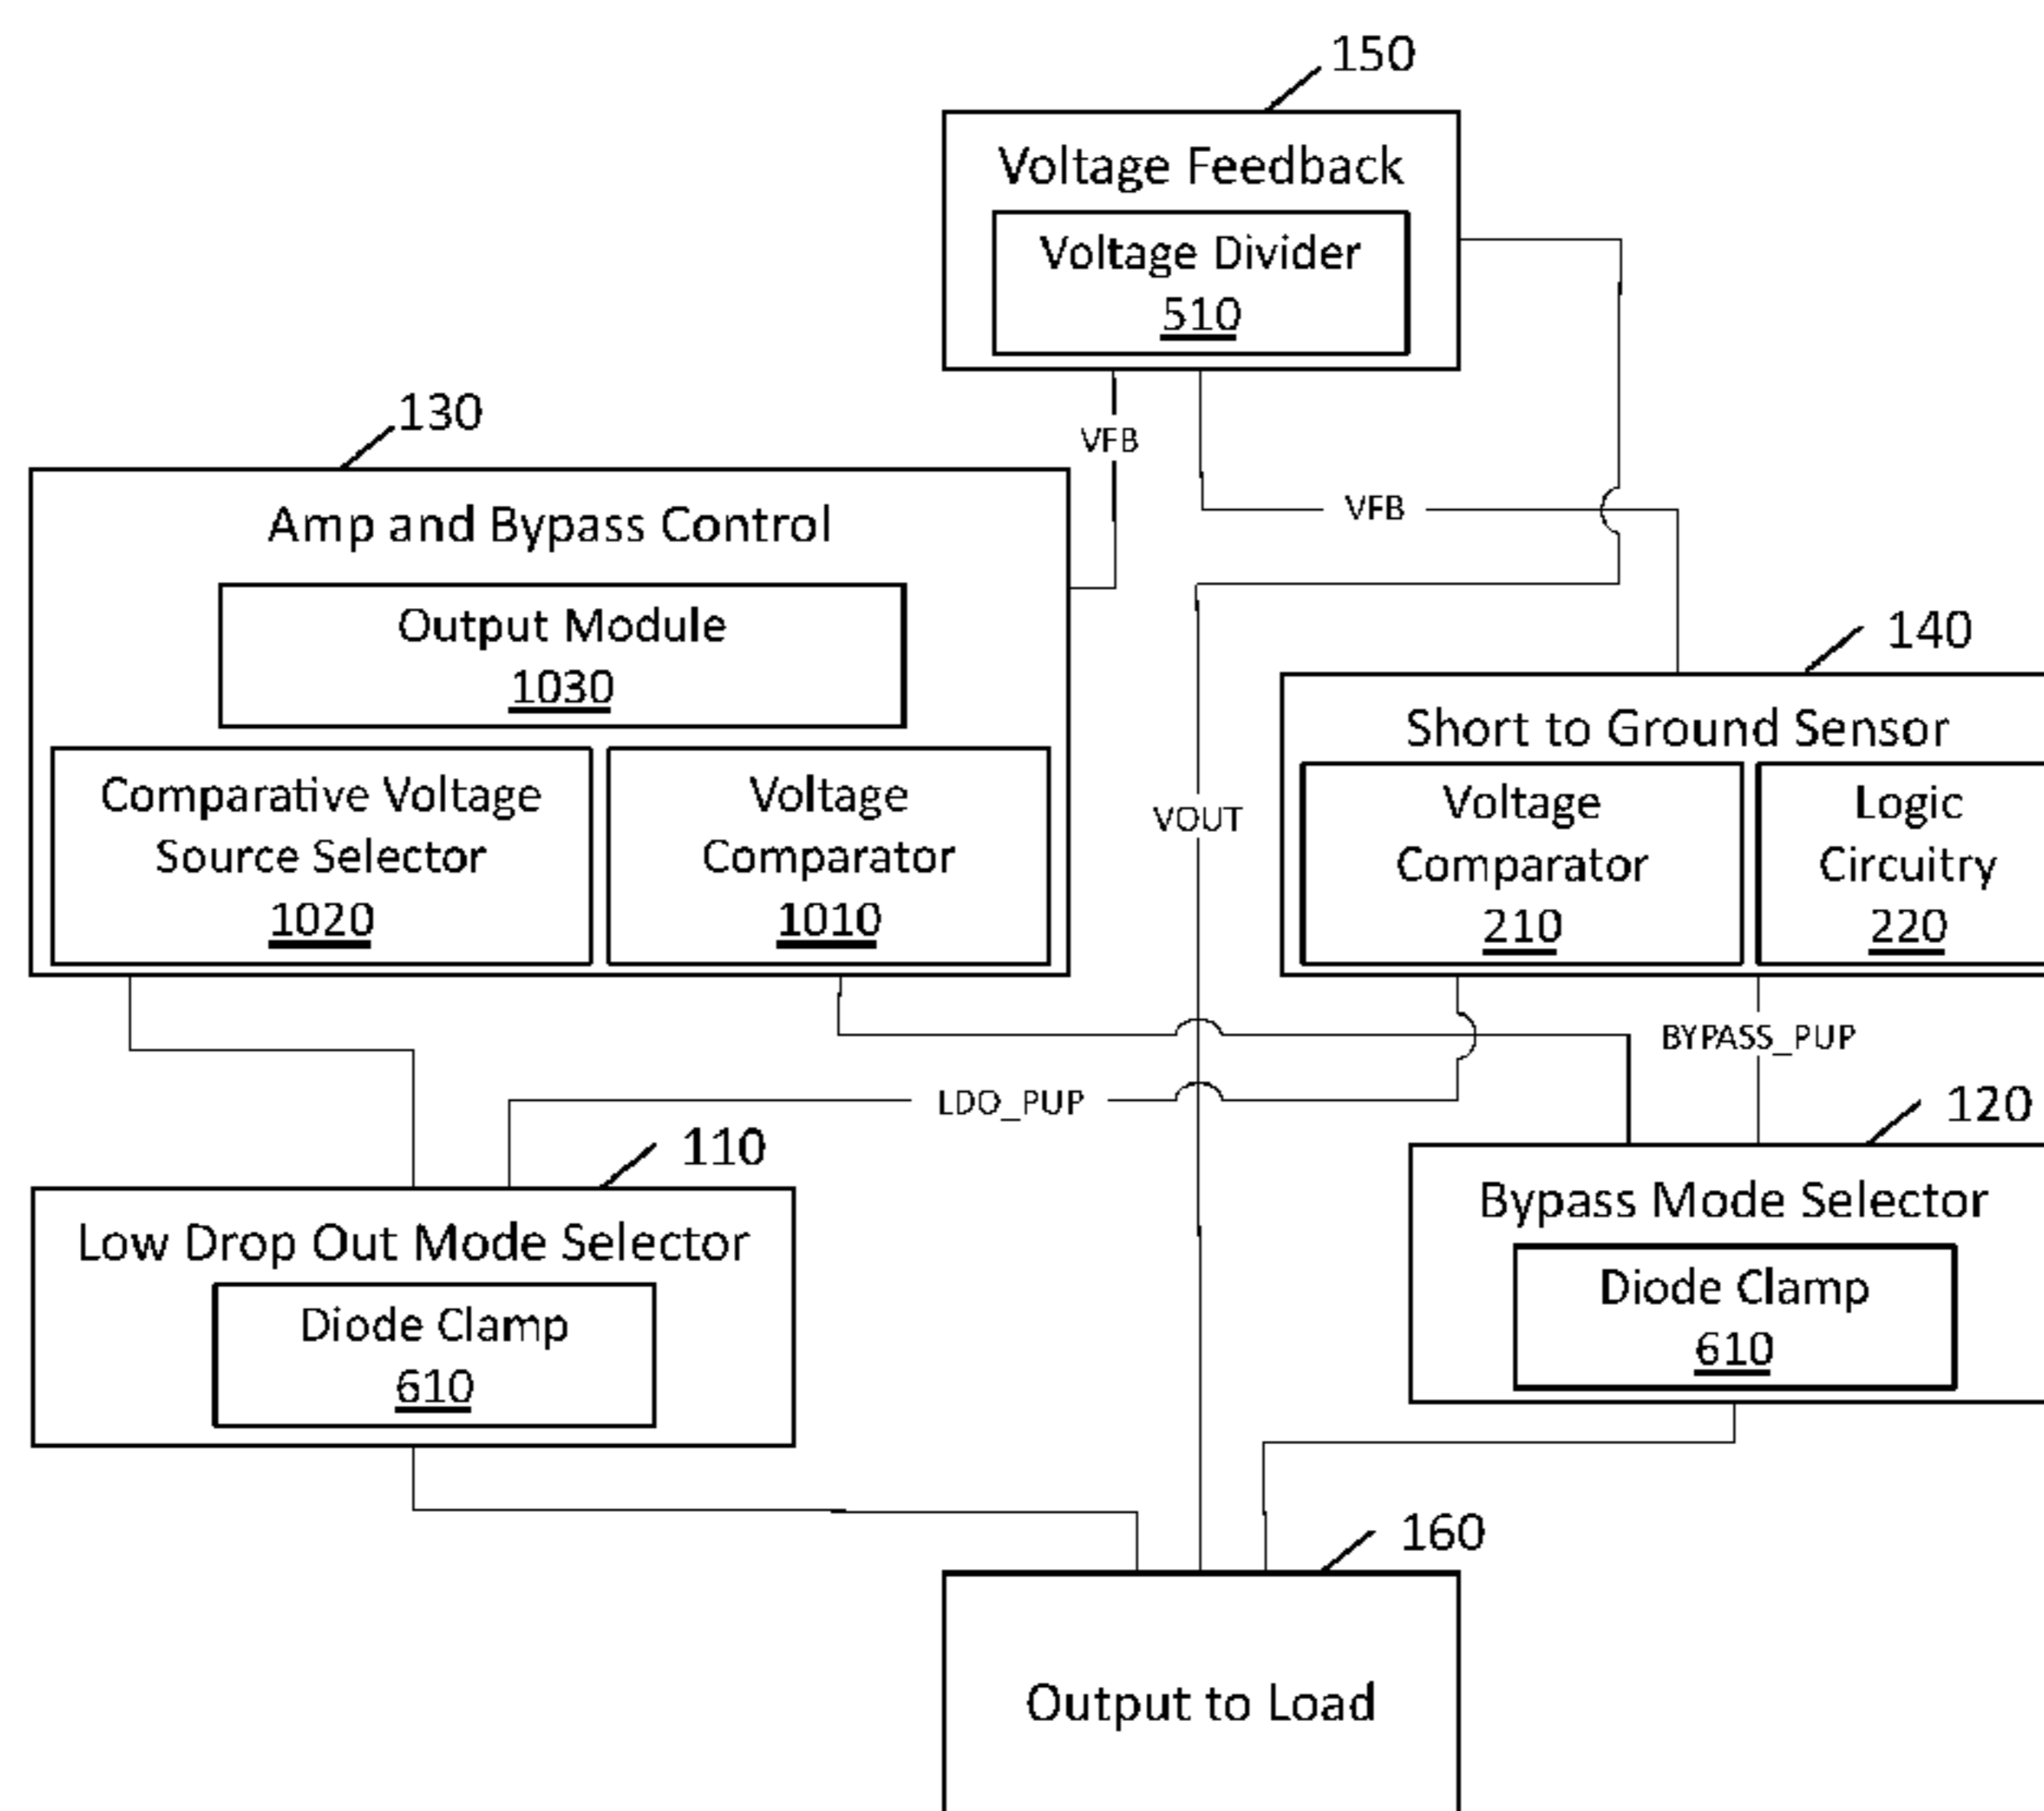 150
Voltage Feedback
Voltage Divider
510
130
VFB
Amp and Bypass Control
VFB
Output Module
1030
140
Short to Ground Sensor
Comparative Voltage
Source Selector
1020
Voltage
Comparator
1010
VOUT
Voltage
Comparator
210
Logic
Circuitry
220
BYPASS_PUP
LDO_PUP
120
110
Bypass Mode Selector
Low Drop Out Mode Selector
Diode Clamp
610
Diode Clamp
610
160
Output to Load